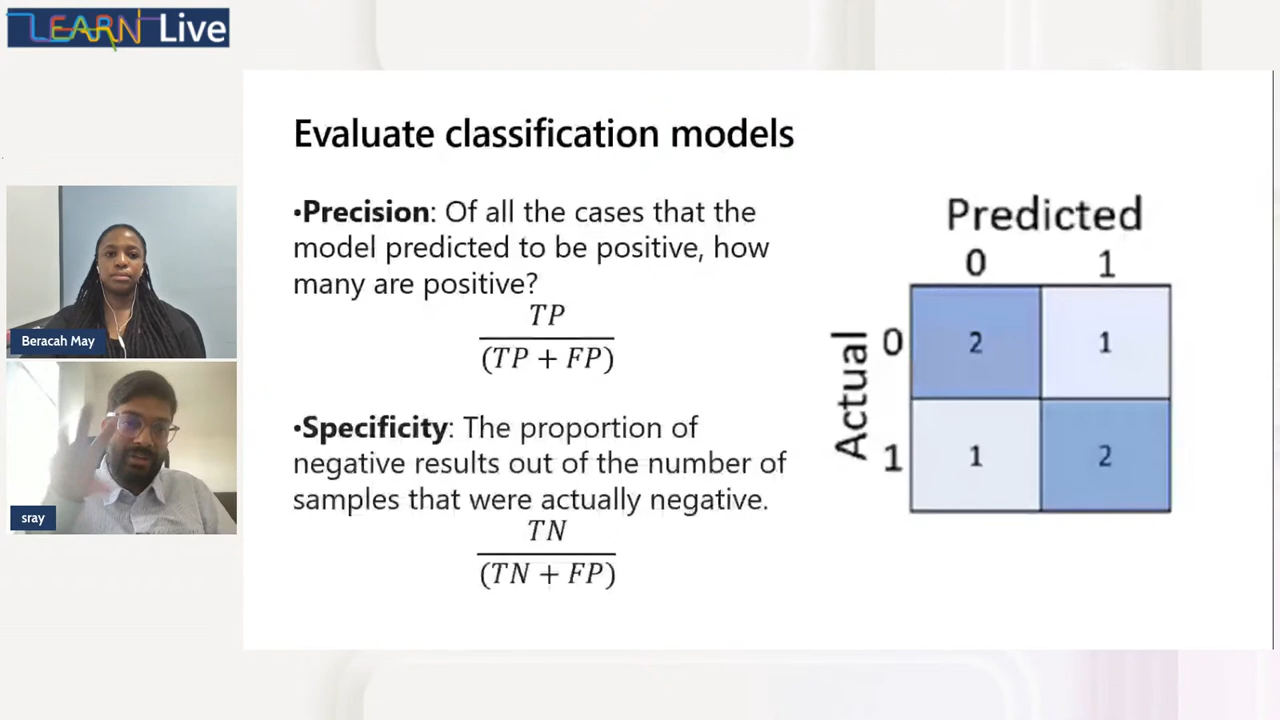 LEARN Live
Evaluate classification models
•Precision: Of all the cases that the
model predicted to be positive, how
many are positive?
TP
(TP + FP)
•Specificity: The proportion of
negative results out of the number of
samples that were actually negative.
TN
(TN + FP)
Predicted
0 1
Actual
0 2 1
1 1 2
Beracah May
sray